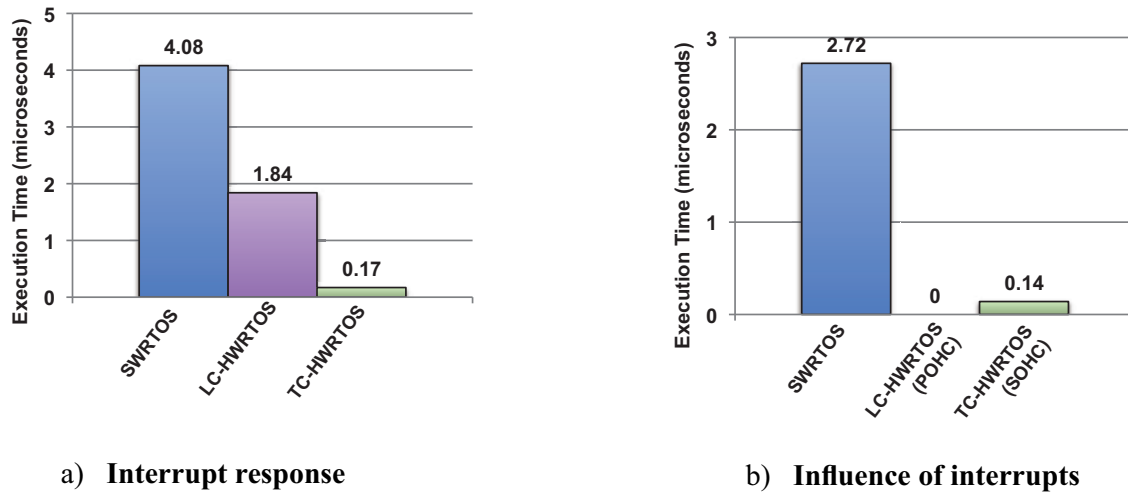 Execution Time (microseconds)
5
4
3
2
1
0
4.08
1.84
0.17
SWRTOS
LC-HWRTOS
TC-HWRTOS
a) Interrupt response
Execution Time (microseconds)
3
2
1
0
2.72
0
0.14
SWRTOS
LC-HWRTOS
(POHC)
TC-HWRTOS
(SOHC)
b) Influence of interrupts